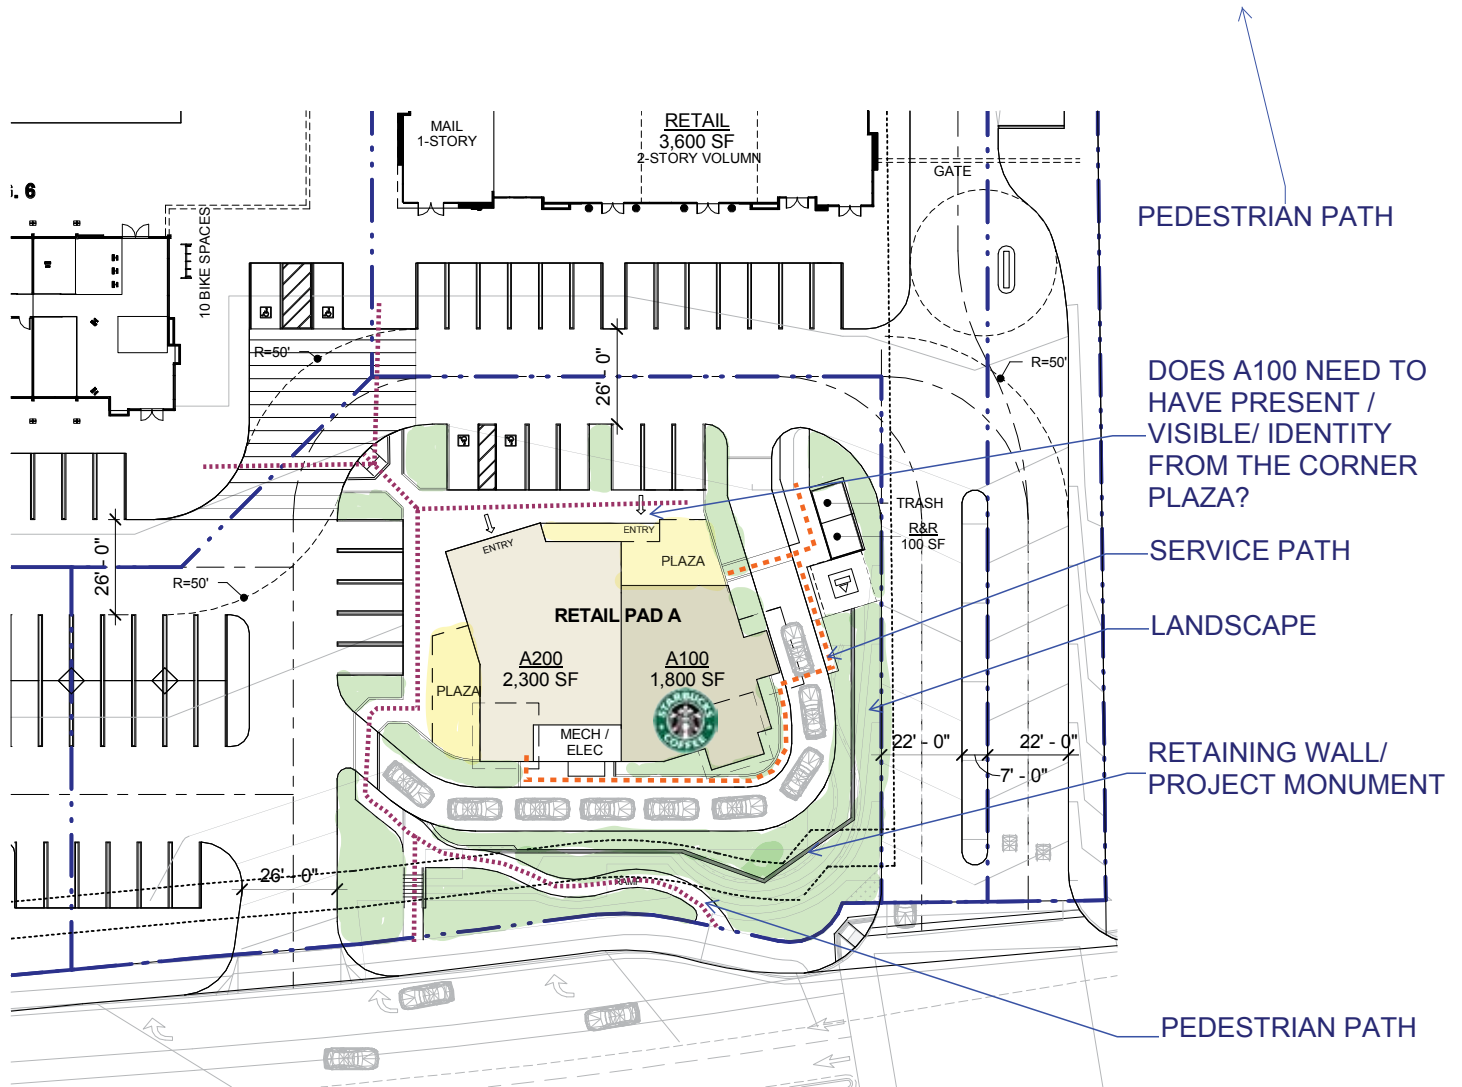 MAIL
1-STORY
RETAIL
3,600 SF
2-STORY VOLUMN
GATE
PEDESTRIAN PATH
. 6
10 BIKE SPACES
R=50'
26' - 0"
R=50'
DOES A100 NEED TO
HAVE PRESENT /
VISIBLE/ IDENTITY
FROM THE CORNER
PLAZA?
TRASH
R&R
100 SF
ENTRY
ENTRY
PLAZA
SERVICE PATH
26' - 0"
R=50'
RETAIL PAD A
LANDSCAPE
A200
2,300 SF
A100
1,800 SF
PLAZA
STARBUCKS
COFFEE
MECH /
ELEC
22' - 0"
22' - 0"
7' - 0"
RETAINING WALL/
PROJECT MONUMENT
26' - 0"
RAMP
PEDESTRIAN PATH